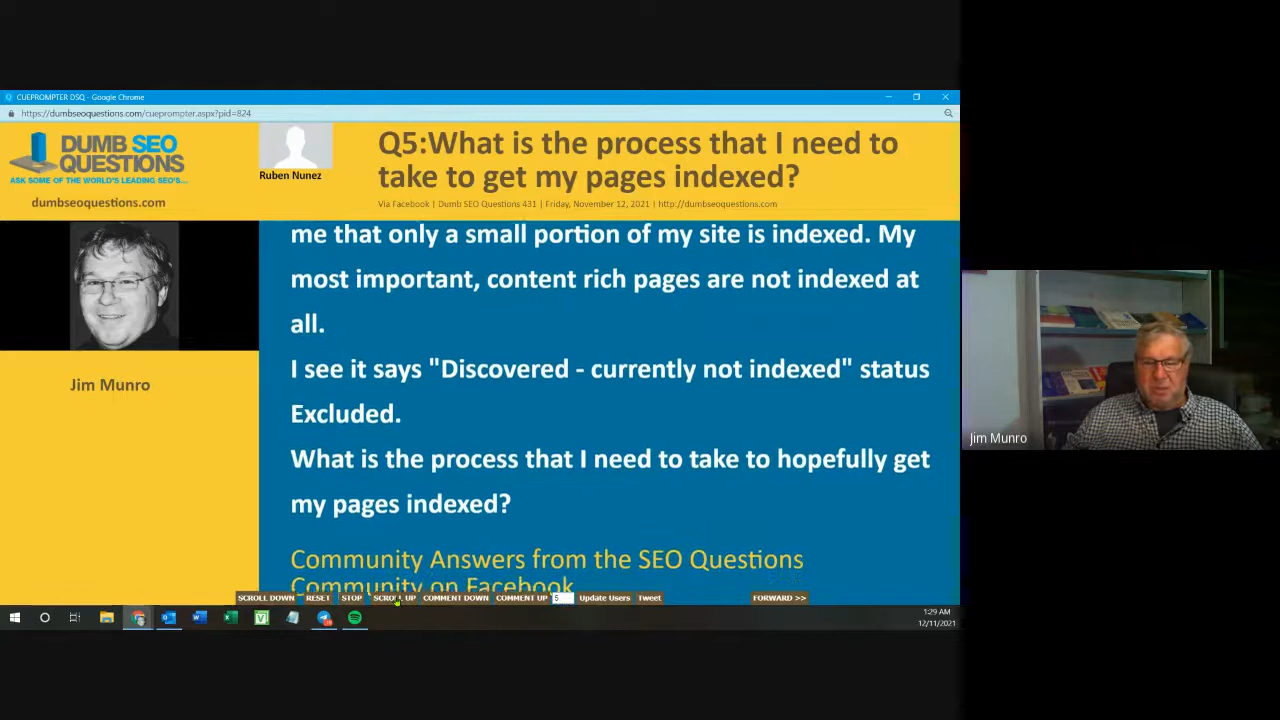 CUEPROMPTER DSQ - Google Chrome
https://dumbseoquestions.com/cueprompter.aspx?pid=824
DUMB SEO
QUESTIONS
ASK SOME OF THE WORLD'S LEADING SEO'S...
dumbseoquestions.com
Ruben Nunez
Q5:What is the process that I need to
take to get my pages indexed?
Via Facebook | Dumb SEO Questions 431 | Friday, November 12, 2021 | http://dumbseoquestions.com
Jim Munro
me that only a small portion of my site is indexed. My
most important, content rich pages are not indexed at
all.
I see it says "Discovered - currently not indexed" status
Excluded.
What is the process that I need to take to hopefully get
my pages indexed?
Community Answers from the SEO Questions
Community on Facebook
SCROLL DOWN RESET STOP SCROLL UP COMMENT DOWN COMMENT UP 5 Update Users Tweet FORWARD >>
1:29 AM
12/11/2021
Jim Munro